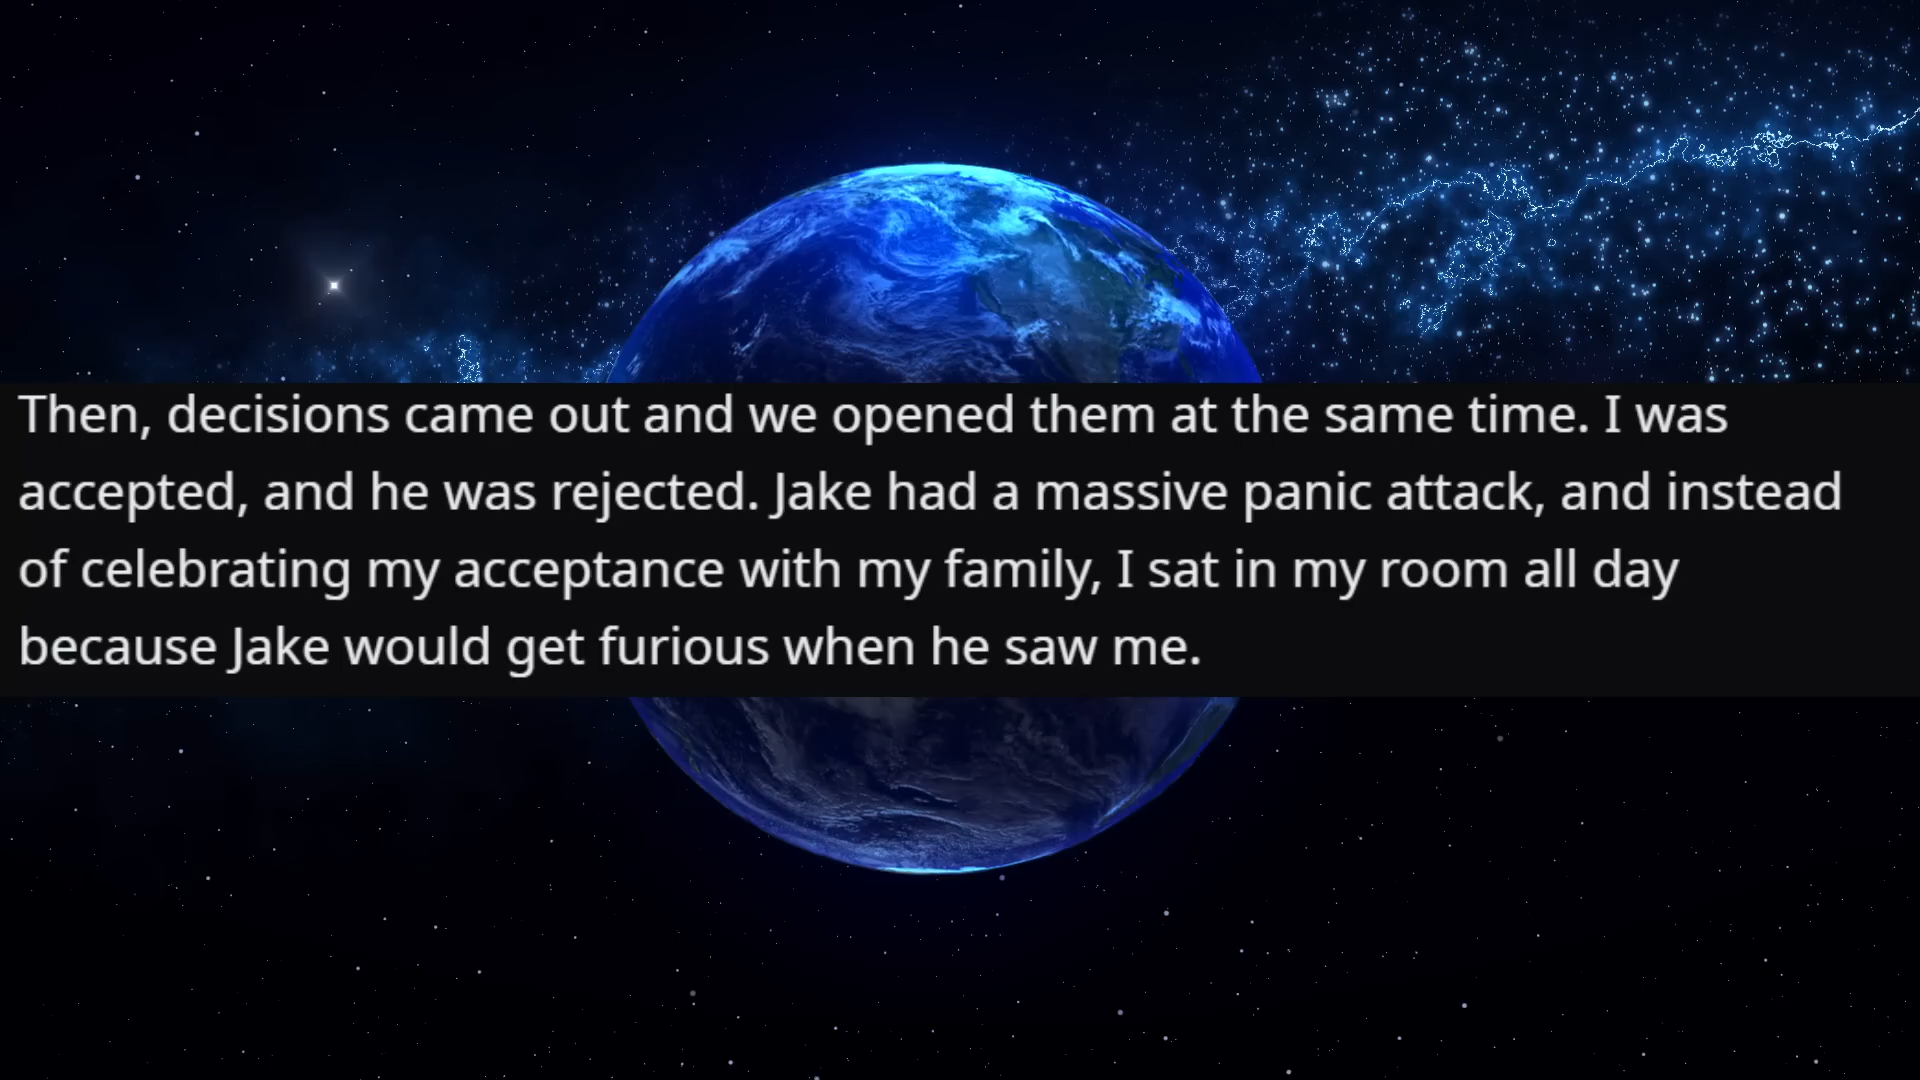 Then, decisions came out and we opened them at the same time. I was
accepted, and he was rejected. Jake had a massive panic attack, and instead
of celebrating my acceptance with my family, I sat in my room all day
because Jake would get furious when he saw me.